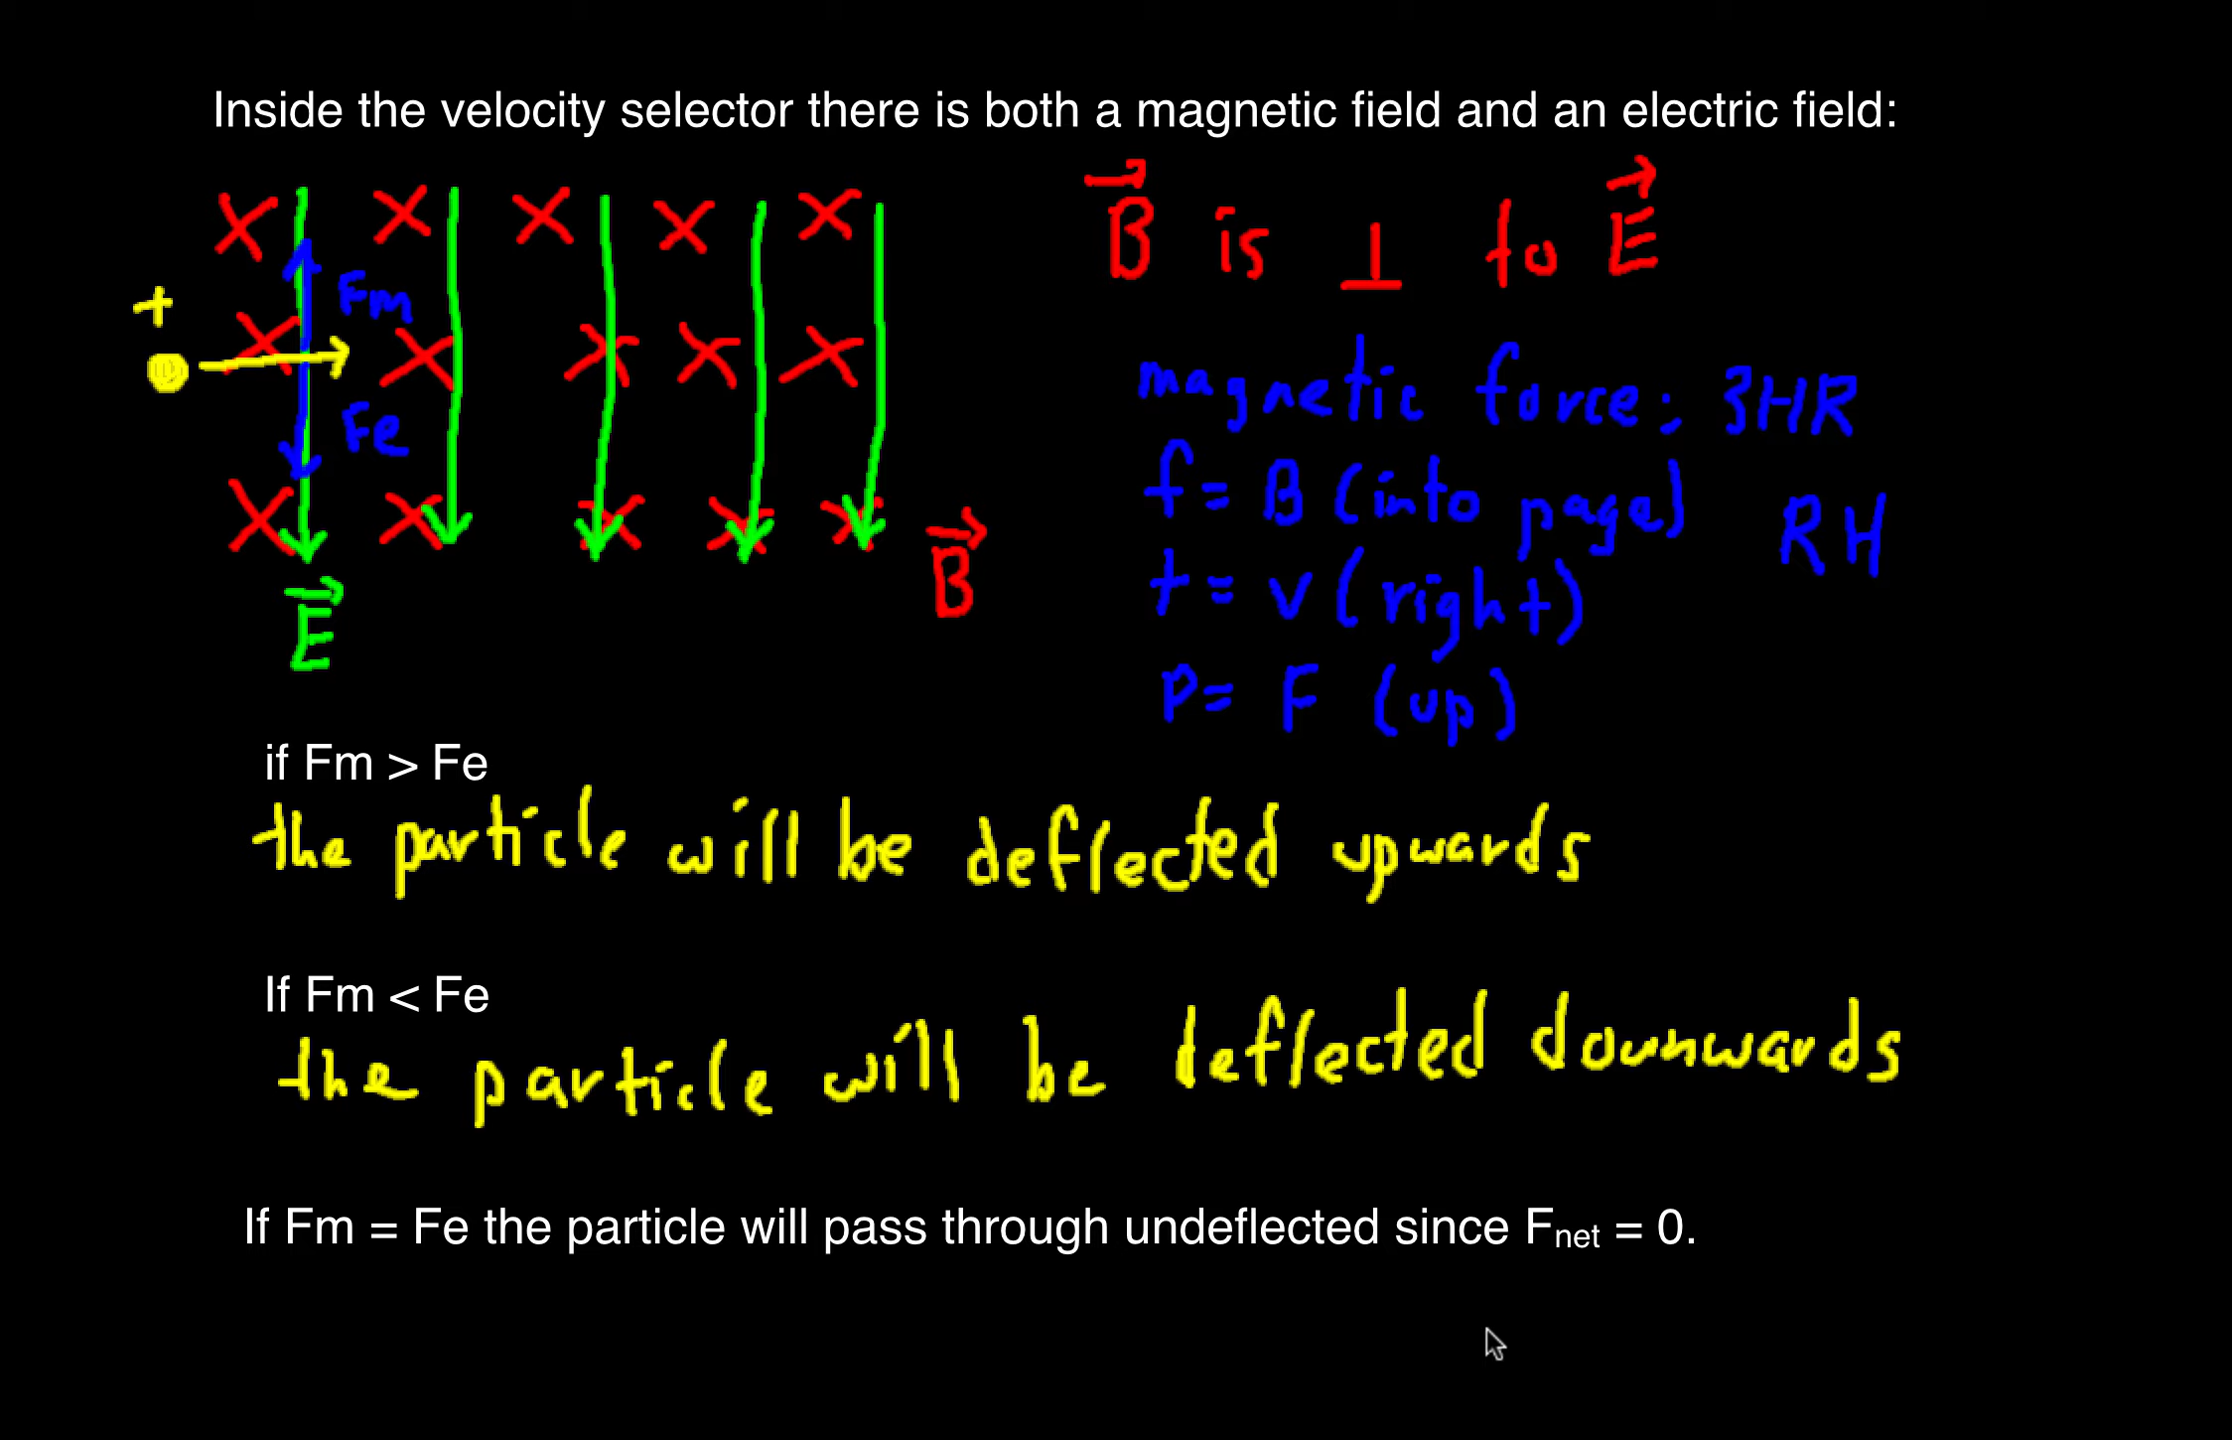 Inside the velocity selector there is both a magnetic field and an electric field:
B is ⊥ to E
+
Fm
Fe
E
B
magnetic force: 3HR
f = B (into page) RH
t = v (right)
P = F (up)
if Fm > Fe
the particle will be deflected upwards
If Fm < Fe
the particle will be deflected downwards
If Fm = Fe the particle will pass through undeflected since Fnet = 0.